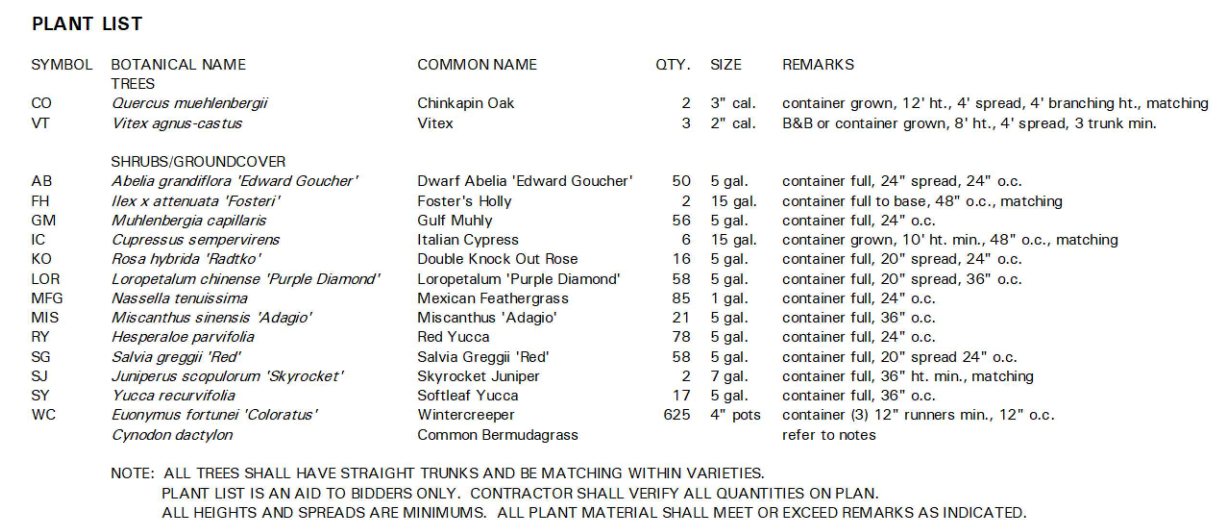 PLANT LIST
SYMBOL BOTANICAL NAME COMMON NAME QTY. SIZE REMARKS
TREES
CO Quercus muehlenbergii Chinkapin Oak 2 3" cal. container grown, 12' ht., 4' spread, 4' branching ht., matching
VT Vitex agnus-castus Vitex 3 2" cal. B&B or container grown, 8' ht., 4' spread, 3 trunk min.
SHRUBS/GROUNDCOVER
AB Abelia grandiflora 'Edward Goucher' Dwarf Abelia 'Edward Goucher' 50 5 gal. container full, 24" spread, 24" o.c.
FH Ilex x attenuata 'Fosteri' Foster's Holly 2 15 gal. container full to base, 48" o.c., matching
GM Muhlenbergia capillaris Gulf Muhly 56 5 gal. container full, 24" o.c.
IC Cupressus sempervirens Italian Cypress 6 15 gal. container grown, 10' ht. min., 48" o.c., matching
KO Rosa hybrida 'Radtko' Double Knock Out Rose 16 5 gal. container full, 20" spread, 24" o.c.
LOR Loropetalum chinense 'Purple Diamond' Loropetalum 'Purple Diamond' 58 5 gal. container full, 20" spread, 36" o.c.
MFG Nassella tenuissima Mexican Feathergrass 85 1 gal. container full, 24" o.c.
MIS Miscanthus sinensis 'Adagio' Miscanthus 'Adagio' 21 5 gal. container full, 36" o.c.
RY Hesperaloe parvifolia Red Yucca 78 5 gal. container full, 24" o.c.
SG Salvia greggii 'Red' Salvia Greggii 'Red' 58 5 gal. container full, 20" spread 24" o.c.
SJ Juniperus scopulorum 'Skyrocket' Skyrocket Juniper 2 7 gal. container full, 36" ht. min., matching
SY Yucca recurvifolia Softleaf Yucca 17 5 gal. container full, 36" o.c.
WC Euonymus fortunei 'Coloratus' Wintercreeper 625 4" pots container (3) 12" runners min., 12" o.c.
Cynodon dactylon Common Bermudagrass refer to notes
NOTE: ALL TREES SHALL HAVE STRAIGHT TRUNKS AND BE MATCHING WITHIN VARIETIES.
PLANT LIST IS AN AID TO BIDDERS ONLY. CONTRACTOR SHALL VERIFY ALL QUANTITIES ON PLAN.
ALL HEIGHTS AND SPREADS ARE MINIMUMS. ALL PLANT MATERIAL SHALL MEET OR EXCEED REMARKS AS INDICATED.